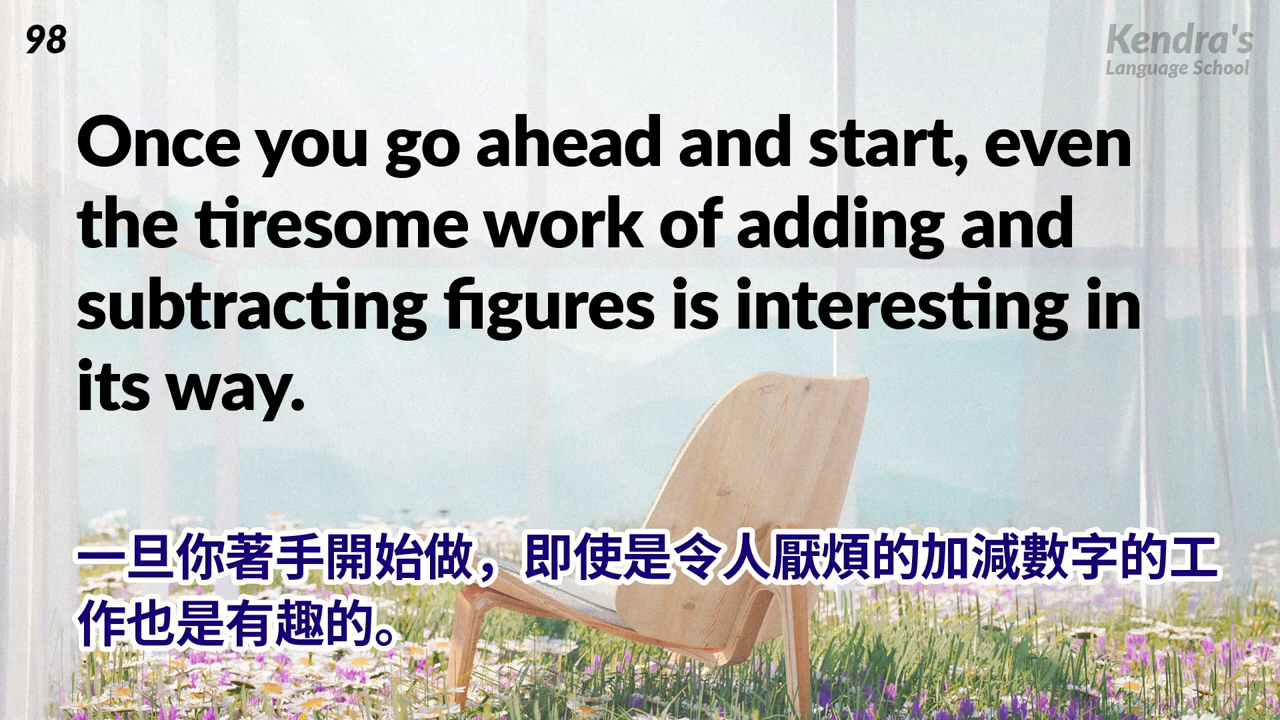 98
Kendra's
Language School
Once you go ahead and start, even
the tiresome work of adding and
subtracting figures is interesting in
its way.
一旦你著手開始做，即使是令人厭煩的加減數字的工
作也是有趣的。